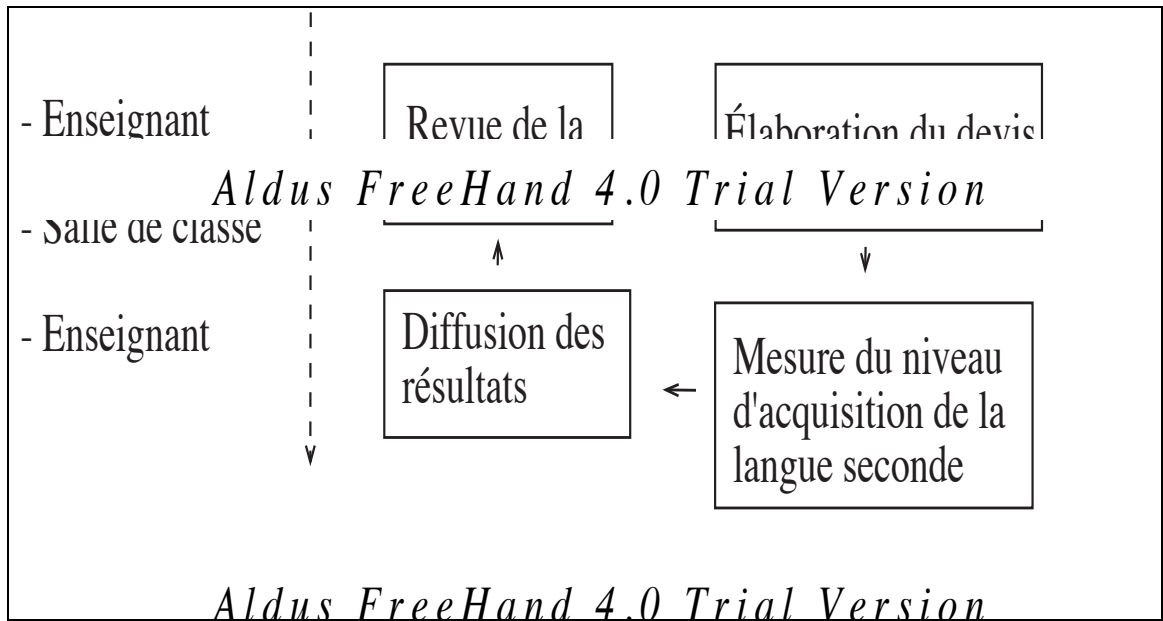 - Enseignant
Revue de la
Élaboration du devis
Aldus FreeHand 4.0 Trial Version
- Salle de classe
- Enseignant
Diffusion des
résultats
Mesure du niveau
d'acquisition de la
langue seconde
Aldus FreeHand 4.0 Trial Version